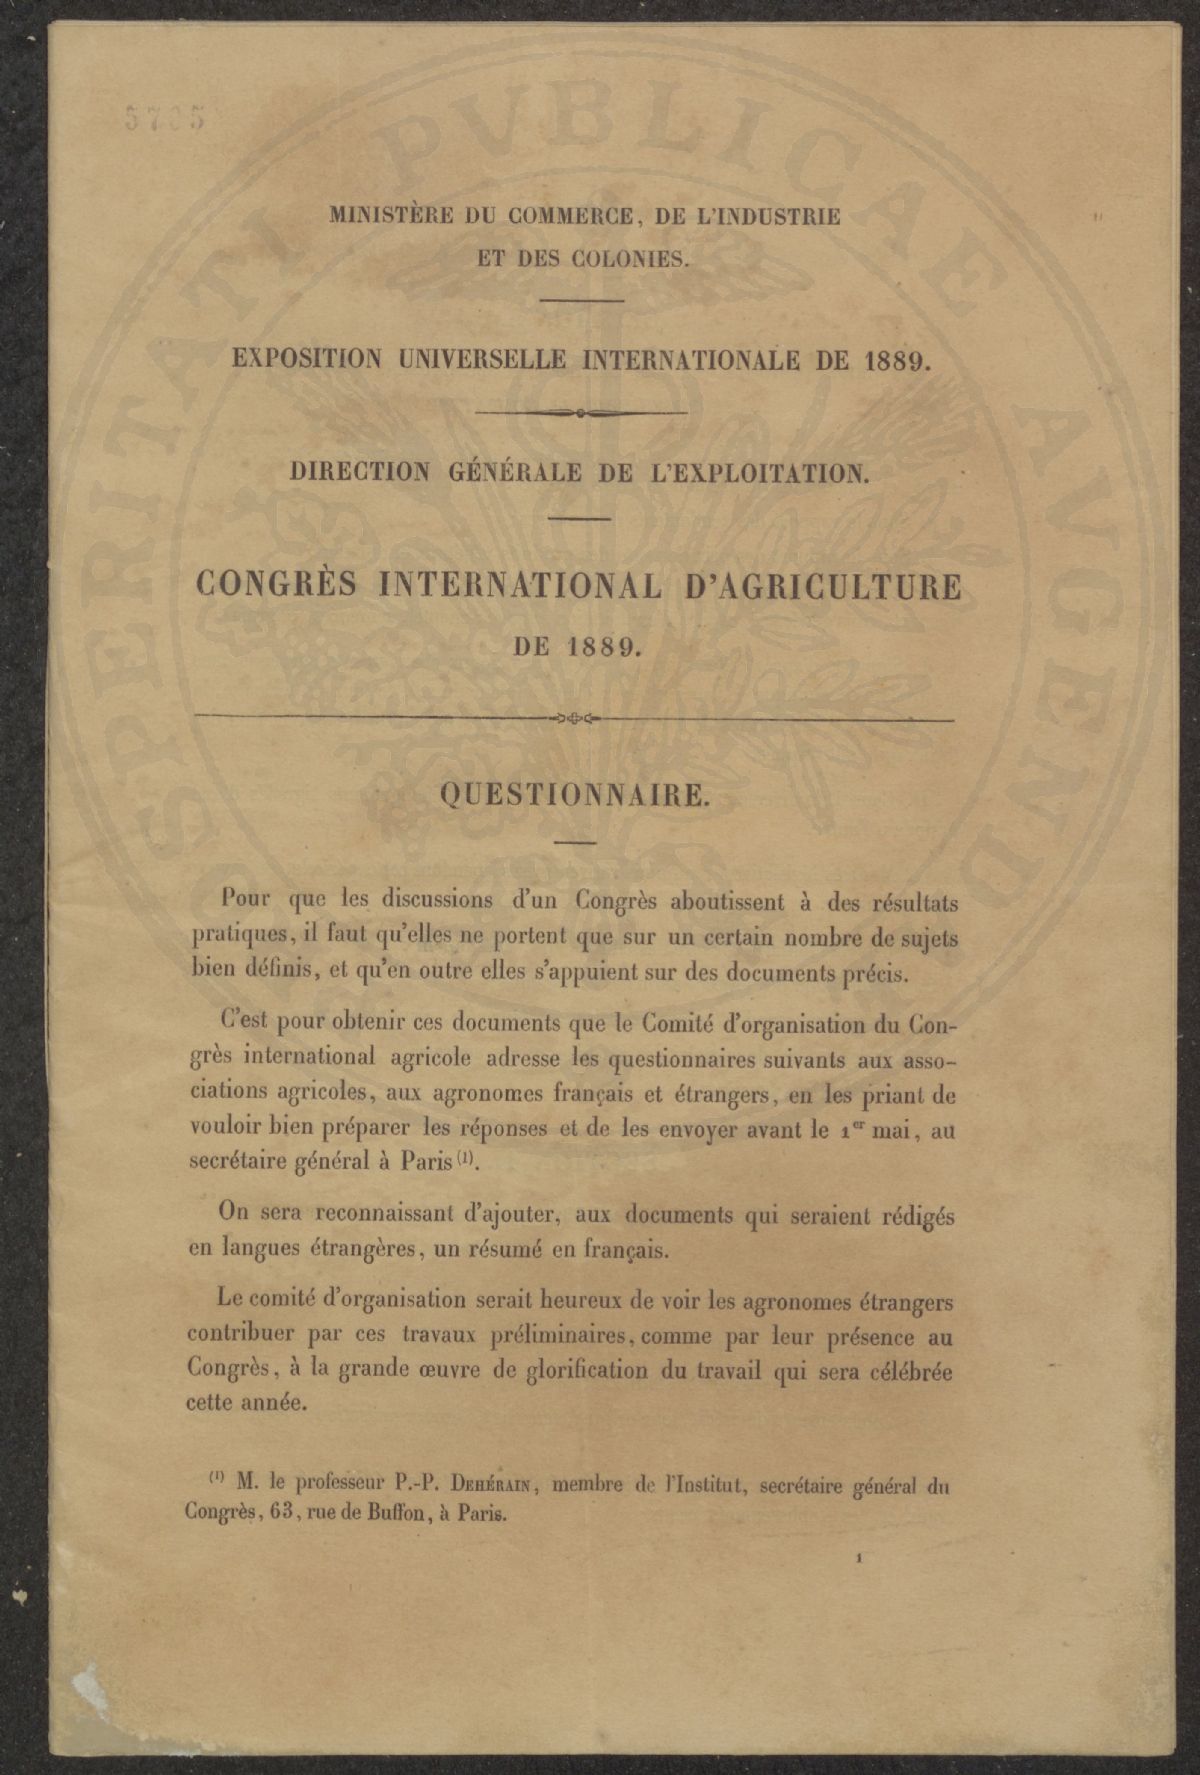 5705
PROSPERITATI PVBLICAE AVGENDAE
MINISTÈRE DU COMMERCE, DE L'INDUSTRIE
ET DES COLONIES.
EXPOSITION UNIVERSELLE INTERNATIONALE DE 1889.
DIRECTION GÉNÉRALE DE L'EXPLOITATION.
CONGRÈS INTERNATIONAL D'AGRICULTURE
DE 1889.
QUESTIONNAIRE.
Pour que les discussions d'un Congrès aboutissent à des résultats
pratiques, il faut qu'elles ne portent que sur un certain nombre de sujets
bien définis, et qu'en outre elles s'appuient sur des documents précis.
C'est pour obtenir ces documents que le Comité d'organisation du Con-
grès international agricole adresse les questionnaires suivants aux asso-
ciations agricoles, aux agronomes français et étrangers, en les priant de
vouloir bien préparer les réponses et de les envoyer avant le 1er mai, au
secrétaire général à Paris (1).
On sera reconnaissant d'ajouter, aux documents qui seraient rédigés
en langues étrangères, un résumé en français.
Le comité d'organisation serait heureux de voir les agronomes étrangers
contribuer par ces travaux préliminaires, comme par leur présence au
Congrès, à la grande œuvre de glorification du travail qui sera célébrée
cette année.
(1) M. le professeur P.-P. DEHÉRAIN, membre de l'Institut, secrétaire général du
Congrès, 63, rue de Buffon, à Paris.
1